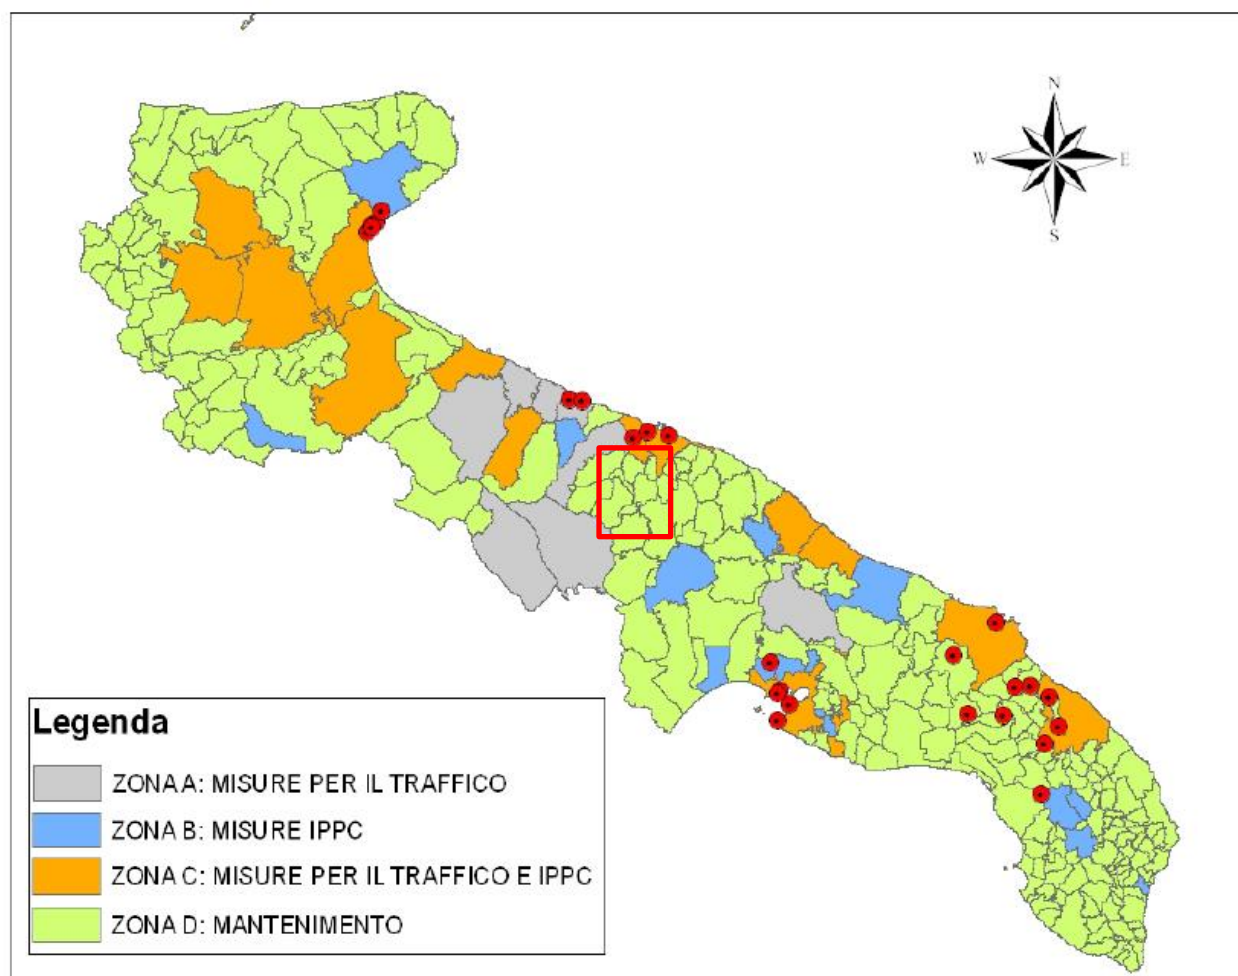 N
W E
S
Legenda
ZONA A: MISURE PER IL TRAFFICO
ZONA B: MISURE IPPC
ZONA C: MISURE PER IL TRAFFICO E IPPC
ZONA D: MANTENIMENTO